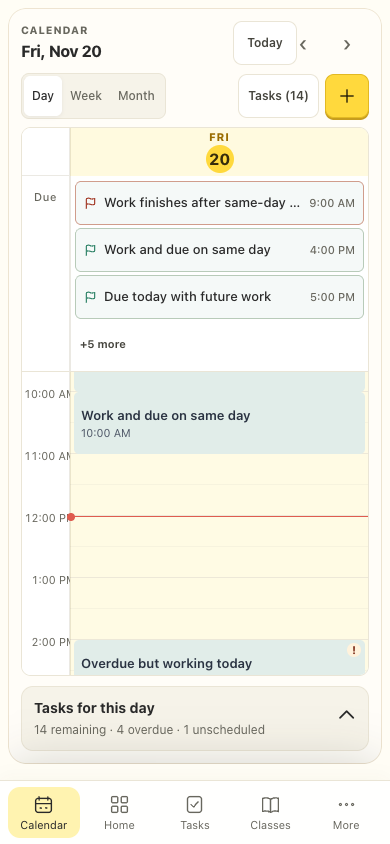 CALENDAR
Fri, Nov 20
Today
Day Week Month
Tasks (14)
FRI
20
Due
Work finishes after same-day ... 9:00 AM
Work and due on same day 4:00 PM
Due today with future work 5:00 PM
+5 more
10:00 AM
Work and due on same day
10:00 AM
11:00 AM
12:00 PM
1:00 PM
2:00 PM
!
Overdue but working today
Tasks for this day
14 remaining · 4 overdue · 1 unscheduled
Calendar Home Tasks Classes More